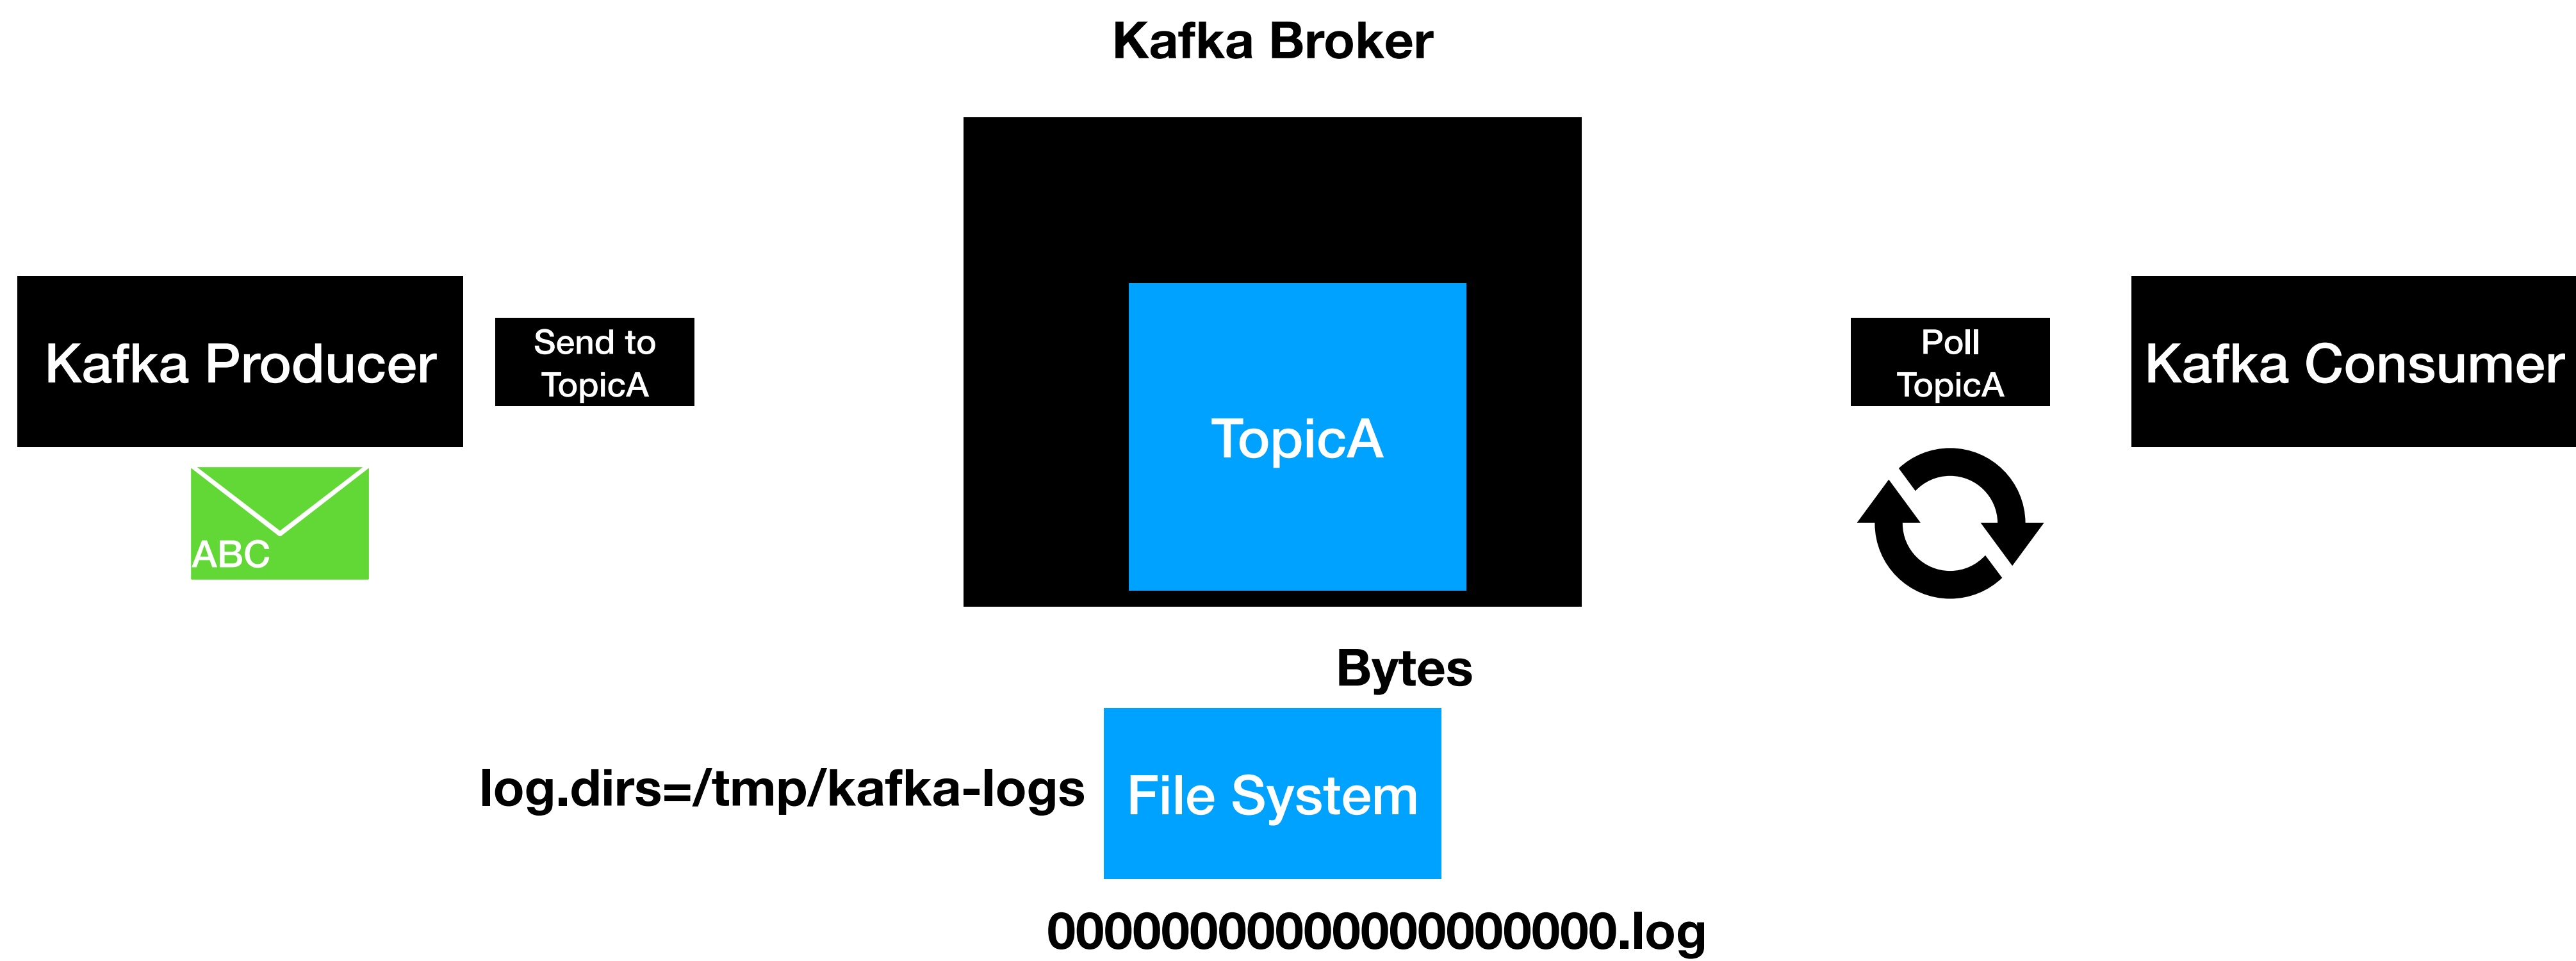 Kafka Broker
Kafka Producer
Send to
TopicA
ABC
TopicA
Poll
TopicA
Kafka Consumer
Bytes
log.dirs=/tmp/kafka-logs
File System
00000000000000000000.log